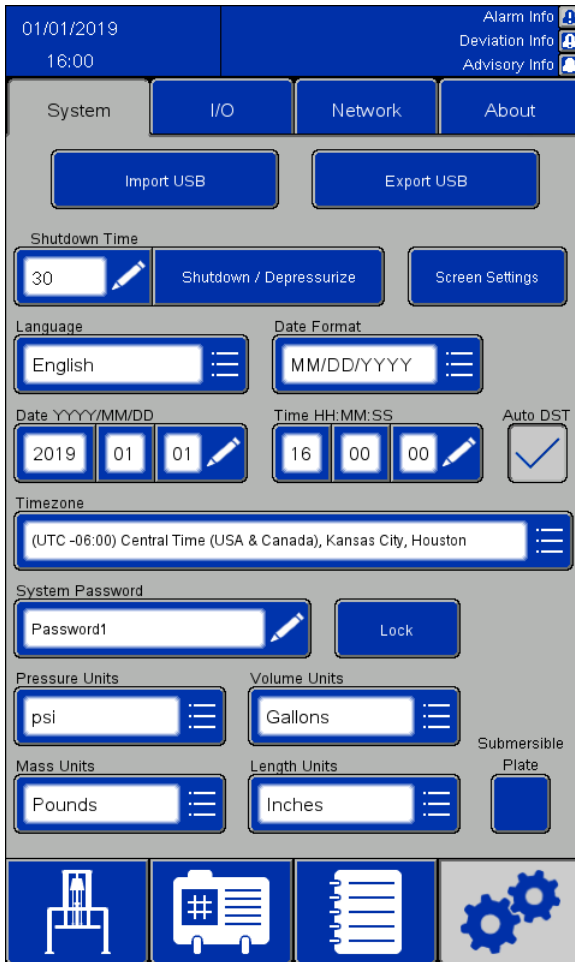 01/01/2019
16:00
Alarm Info
Deviation Info
Advisory Info
System
I/O
Network
About
Import USB
Export USB
Shutdown Time
30
Shutdown / Depressurize
Screen Settings
Language
Date Format
English
MM/DD/YYYY
Date YYYY/MM/DD
Time HH:MM:SS
Auto DST
2019
01
01
16
00
00
Timezone
(UTC -06:00) Central Time (USA & Canada), Kansas City, Houston
System Password
Password1
Lock
Pressure Units
Volume Units
psi
Gallons
Submersible
Plate
Mass Units
Length Units
Pounds
Inches
#